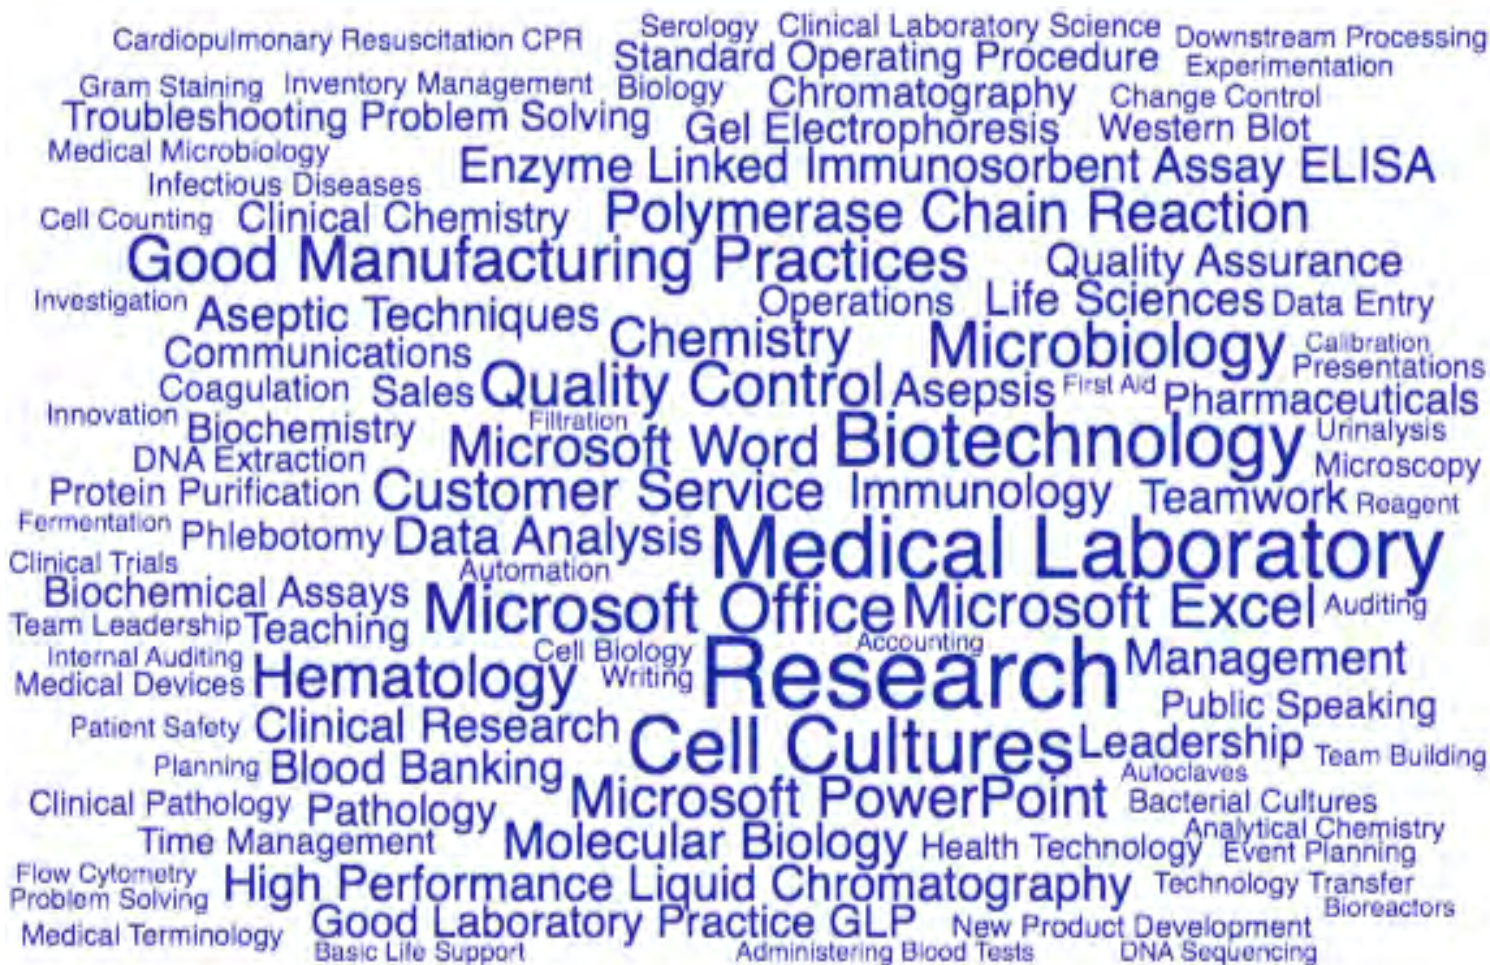 Serology Clinical Laboratory Science
Cardiopulmonary Resuscitation CPR Downstream Processing
Standard Operating Procedure Experimentation
Gram Staining Inventory Management Biology Chromatography Change Control
Troubleshooting Problem Solving Gel Electrophoresis Western Blot
Medical Microbiology Enzyme Linked Immunosorbent Assay ELISA
Infectious Diseases
Cell Counting Clinical Chemistry Polymerase Chain Reaction
Good Manufacturing Practices Quality Assurance
Investigation Aseptic Techniques Operations Life Sciences Data Entry
Communications Chemistry Microbiology Calibration
Presentations
Coagulation Sales Quality Control Asepsis First Aid Pharmaceuticals
Innovation Biochemistry Filtration Microsoft Word Biotechnology Urinalysis
DNA Extraction Microscopy
Protein Purification Customer Service Immunology Teamwork Reagent
Fermentation Phlebotomy Data Analysis Medical Laboratory
Clinical Trials Automation
Biochemical Assays Microsoft Office Microsoft Excel Auditing
Team Leadership Teaching
Internal Auditing Hematology Cell Biology Research Accounting Management
Medical Devices Writing
Public Speaking
Patient Safety Clinical Research Cell Cultures Leadership Team Building
Planning Blood Banking Autoclaves
Clinical Pathology Pathology Microsoft PowerPoint Bacterial Cultures
Time Management Molecular Biology Health Technology Analytical Chemistry
Event Planning
Flow Cytometry High Performance Liquid Chromatography Technology Transfer
Problem Solving Bioreactors
Medical Terminology Good Laboratory Practice GLP New Product Development
Basic Life Support Administering Blood Tests DNA Sequencing